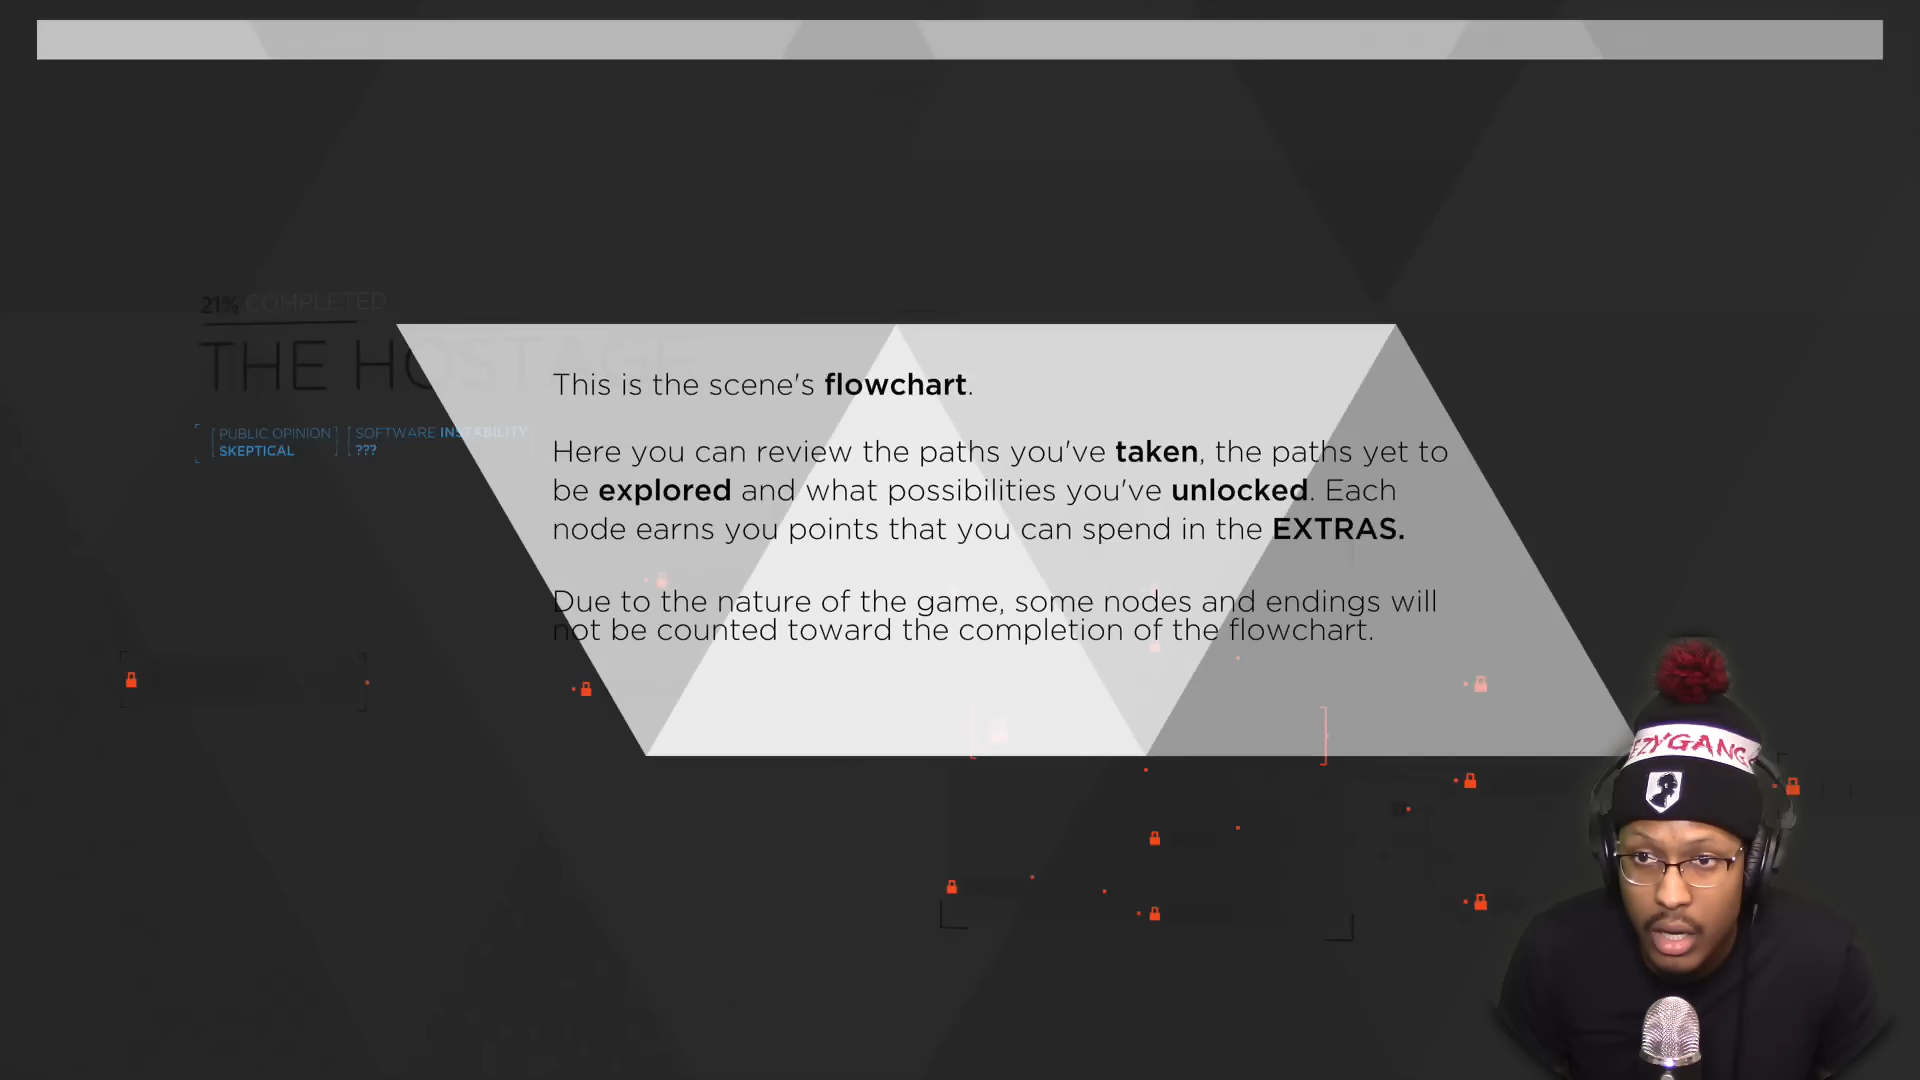 21% COMPLETED
THE HOSTAGE
PUBLIC OPINION
SKEPTICAL
SOFTWARE INSTABILITY
???
This is the scene's flowchart.
Here you can review the paths you've taken, the paths yet to
be explored and what possibilities you've unlocked. Each
node earns you points that you can spend in the EXTRAS.
Due to the nature of the game, some nodes and endings will
not be counted toward the completion of the flowchart.
EZYGANG